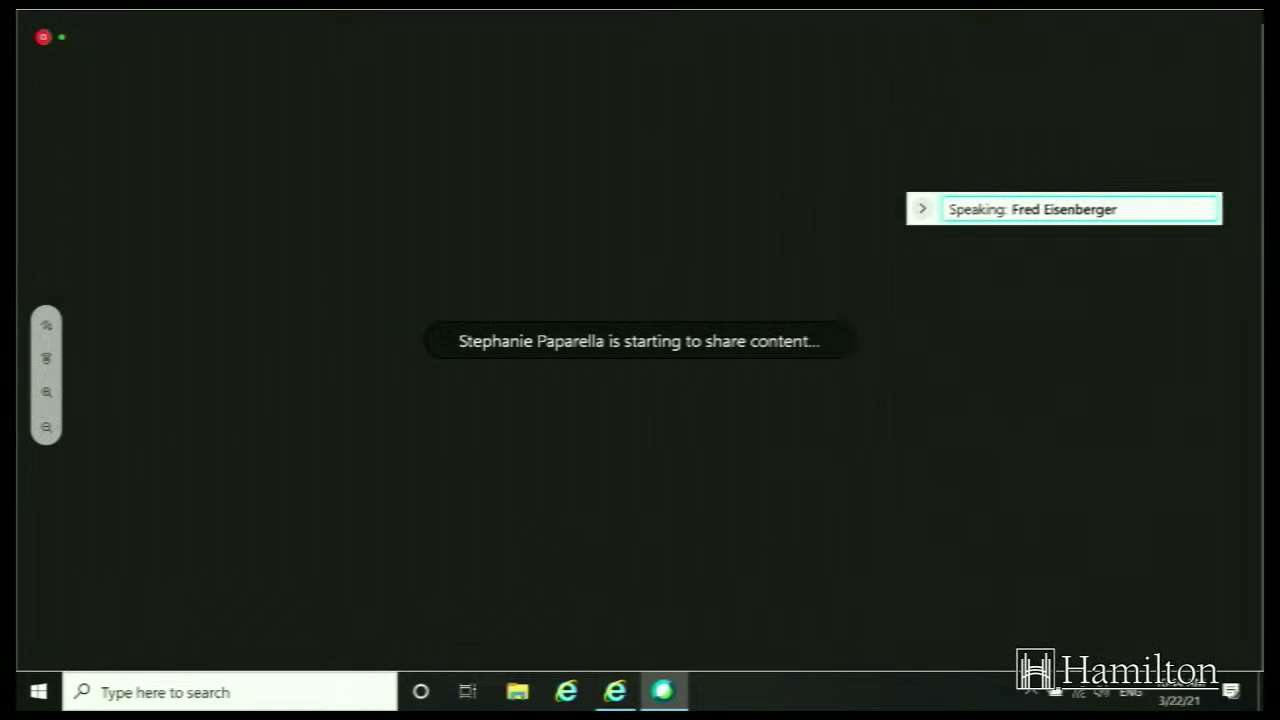 Speaking: Fred Eisenberger
Stephanie Paparella is starting to share content...
Hamilton
Type here to search
ENG
3/22/21